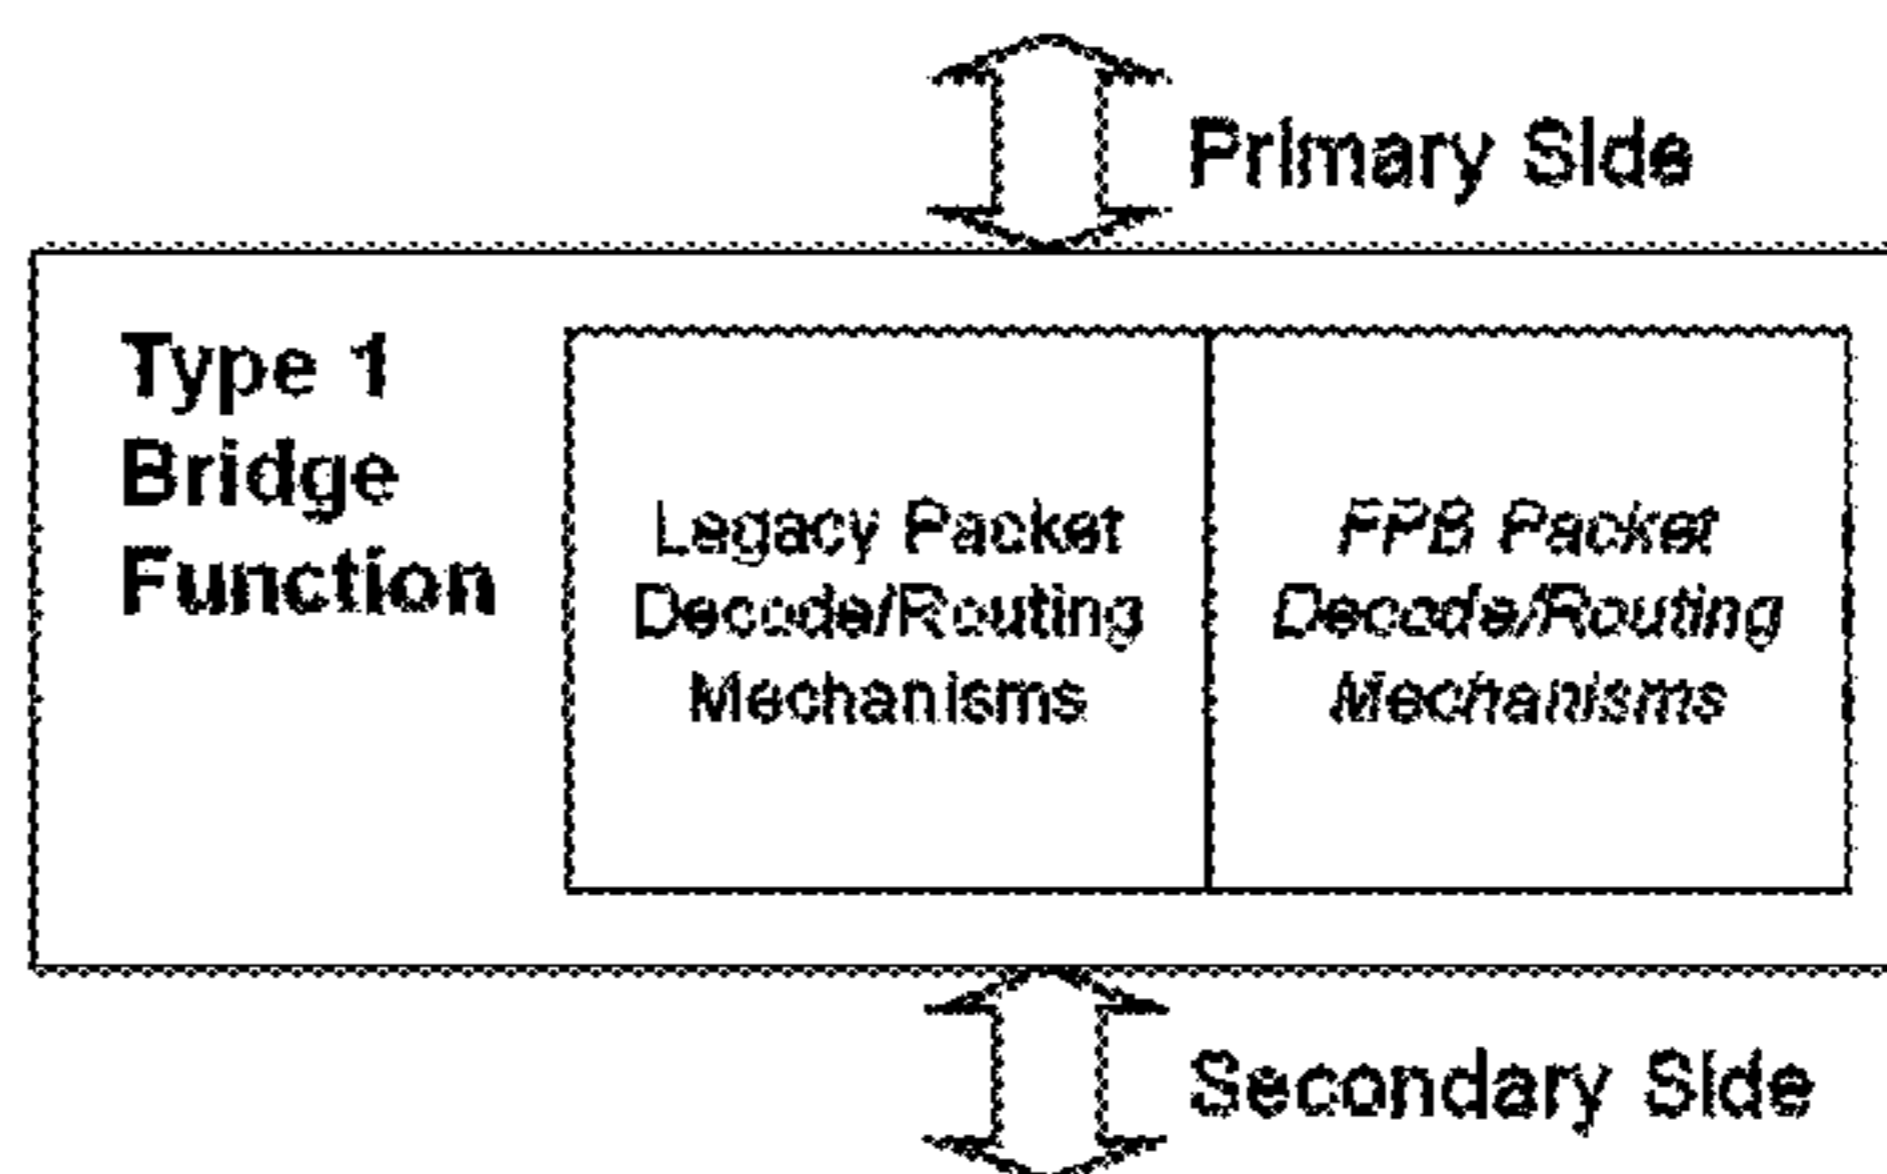 Primary Side
Type 1
Bridge
Function
Legacy Packet
Decode/Routing
Mechanisms
FPB Packet
Decode/Routing
Mechanisms
Secondary Side